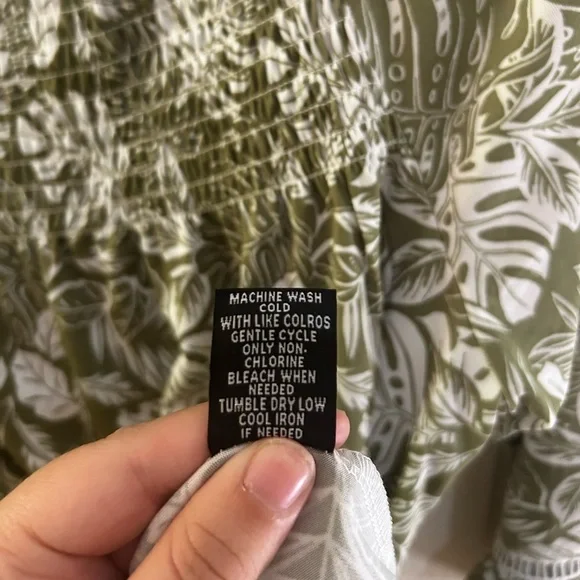 MACHINE WASH
COLD
WITH LIKE COLROS
GENTLE CYCLE
ONLY NON-
CHLORINE
BLEACH WHEN
NEEDED
TUMBLE DRY LOW
COOL IRON
IF NEEDED